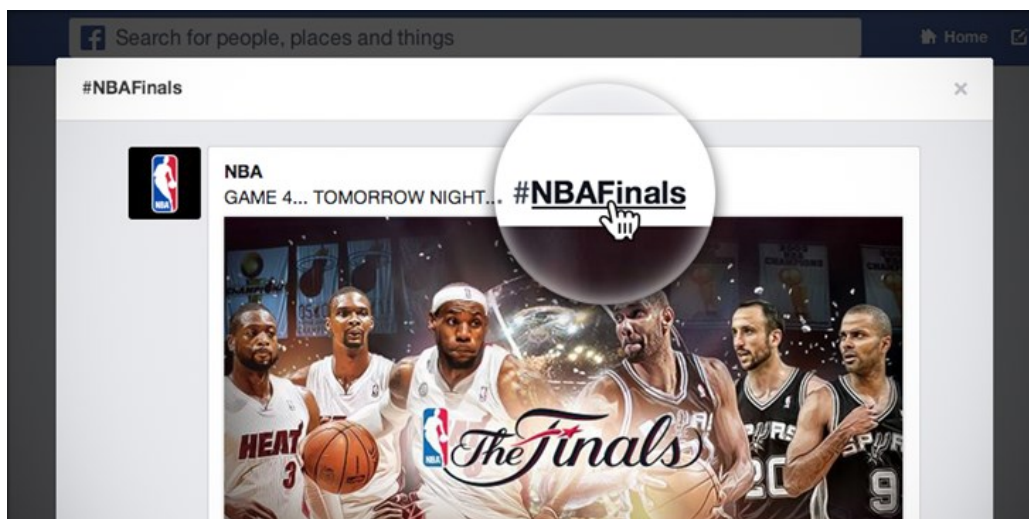 Search for people, places and things
Home
#NBAFinals
NBA
GAME 4... TOMORROW NIGHT... #NBAFinals
NBA
HEAT
3
The Finals
SPURS
20
SPURS
9